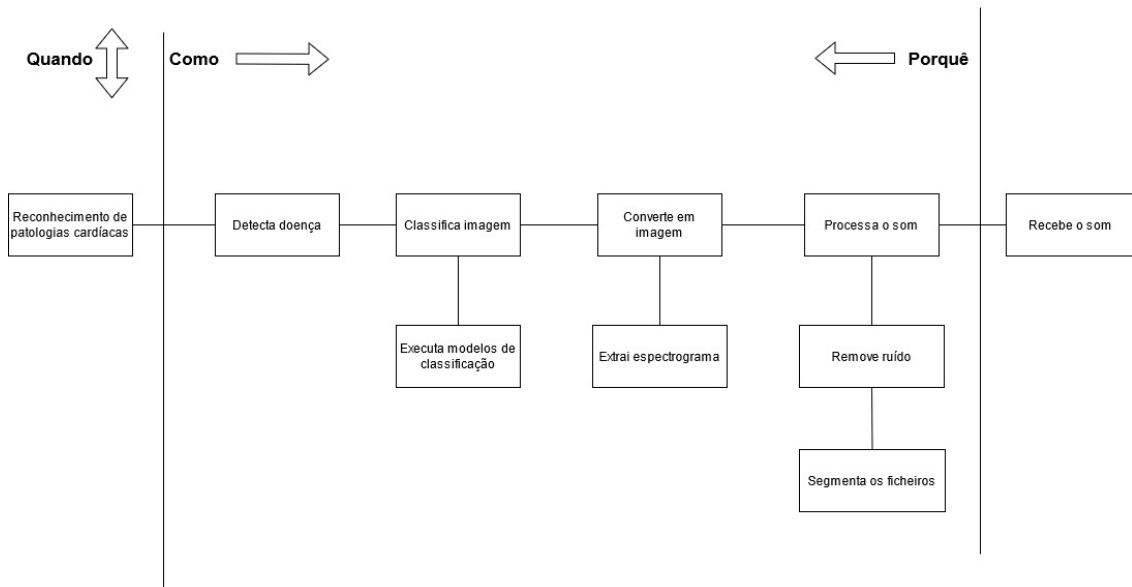 Quando
Como
Porquê
Reconhecimento de
patologias cardíacas
Detecta doença
Classifica imagem
Converte em
imagem
Processa o som
Recebe o som
Executa modelos de
classificação
Extrai espectrograma
Remove ruído
Segmenta os ficheiros